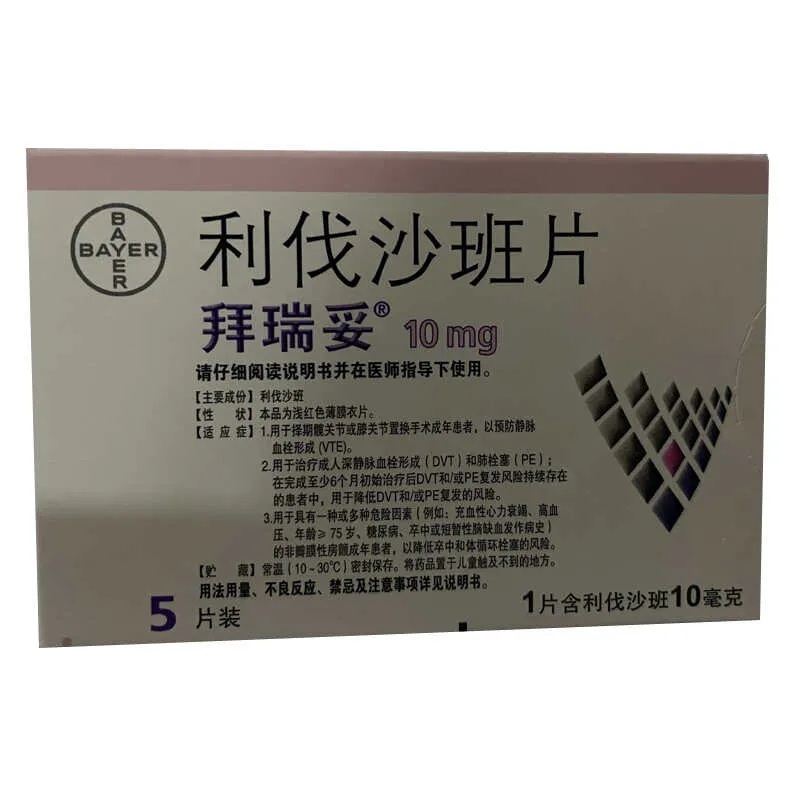 BAYER
BAYER
利伐沙班片
拜瑞妥® 10 mg
请仔细阅读说明书并在医师指导下使用。
【主要成份】利伐沙班
【性 状】本品为浅红色薄膜衣片。
【适 应 症】1.用于择期髋关节或膝关节置换手术成年患者，以预防静脉
血栓形成 (VTE)。
2.用于治疗成人深静脉血栓形成（DVT）和肺栓塞（PE）；
在完成至少6个月初始治疗后DVT和/或PE复发风险持续存在
的患者中，用于降低DVT和/或PE复发的风险。
3.用于具有一种或多种危险因素（例如：充血性心力衰竭、高血
压、年龄≥ 75 岁、糖尿病、卒中或短暂性脑缺血发作病史）
的非瓣膜性房颤成年患者，以降低卒中和体循环栓塞的风险。
【贮 藏】常温（10～30℃）密封保存。将药品置于儿童触及不到的地方。
用法用量、不良反应、禁忌及注意事项详见说明书。
5 片装
1片含利伐沙班10毫克